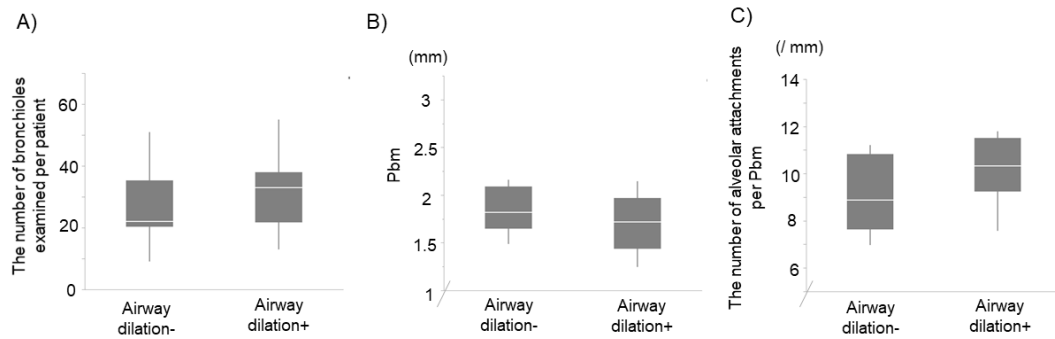 A)
The number of bronchioles
examined per patient
60
40
20
0
Airway
dilation-
Airway
dilation+
B)
(mm)
Pbm
3
2.5
2
1.5
1
Airway
dilation-
Airway
dilation+
C)
(/ mm)
The number of alveolar attachments
per Pbm
14
12
10
8
6
Airway
dilation-
Airway
dilation+